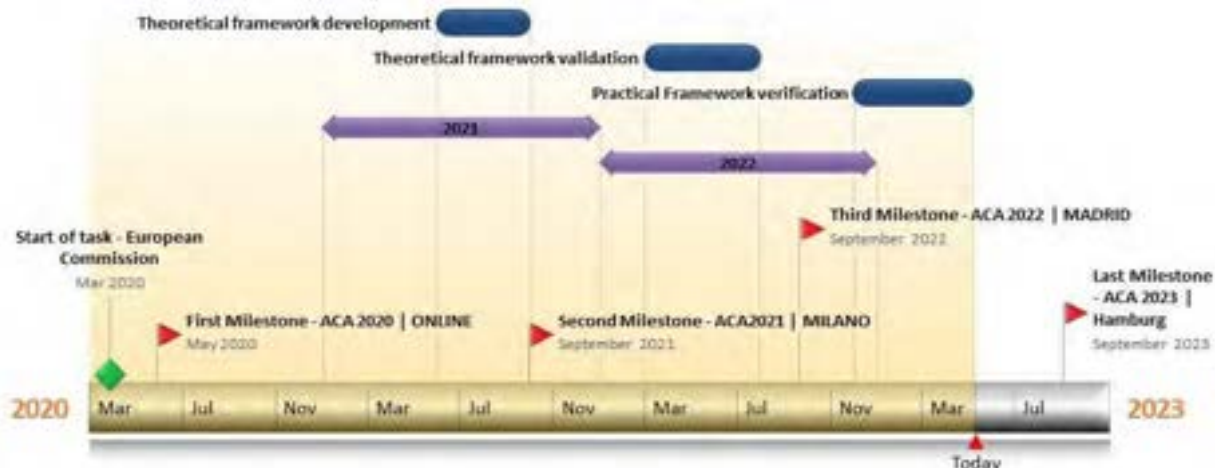 Theoretical framework development
Theoretical framework validation
Practical Framework verification
2021
2022
Third Milestone - ACA 2022 | MADRID
September 2022
Start of task - European
Commission
Mar 2020
Last Milestone
- ACA 2023 |
Hamburg
September 2023
First Milestone - ACA 2020 | ONLINE
May 2020
Second Milestone - ACA2021 | MILANO
September 2021
2020 Mar Jul Nov Mar Jul Nov Mar Jul Nov Mar Jul 2023
Today